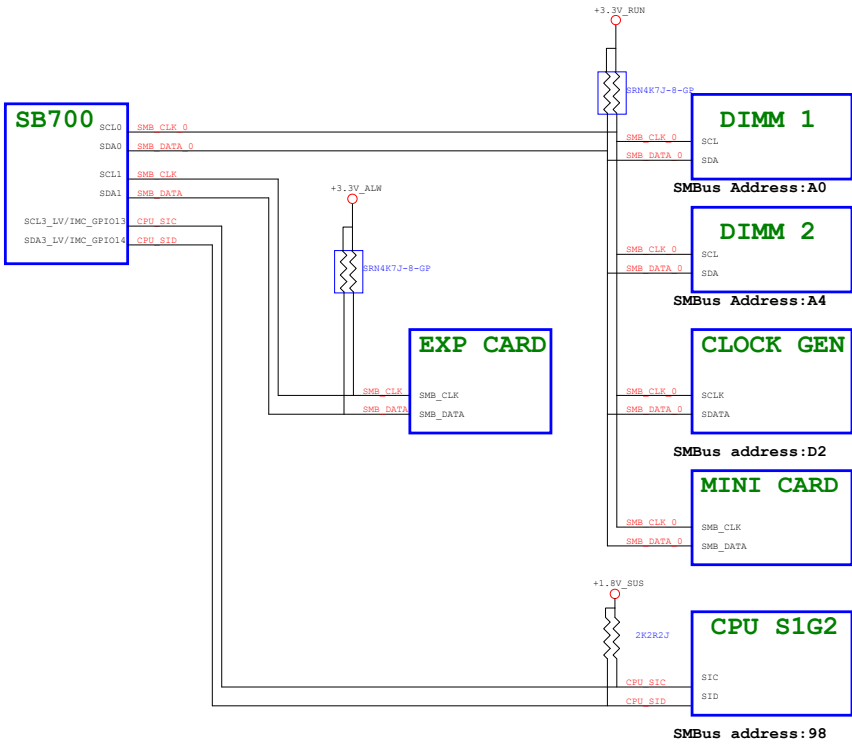 +3.3V_RUN
SRN4K7J-8-GP
SB700
SCL0
SMB_CLK_0
SDA0
SMB_DATA_0
SCL1
SMB_CLK
SDA1
SMB_DATA
SCL3_LV/IMC_GPIO13
CPU_SIC
SDA3_LV/IMC_GPIO14
CPU_SID
DIMM 1
SMB_CLK_0
SCL
SMB_DATA_0
SDA
SMBus Address:A0
+3.3V_ALW
SRN4K7J-8-GP
DIMM 2
SMB_CLK_0
SCL
SMB_DATA_0
SDA
SMBus Address:A4
EXP CARD
SMB_CLK
SMB_CLK
SMB_DATA
SMB_DATA
CLOCK GEN
SMB_CLK_0
SCLK
SMB_DATA_0
SDATA
SMBus address:D2
MINI CARD
SMB_CLK_0
SMB_CLK
SMB_DATA_0
SMB_DATA
+1.8V_SUS
2K2R2J
CPU S1G2
CPU_SIC
SIC
CPU_SID
SID
SMBus address:98